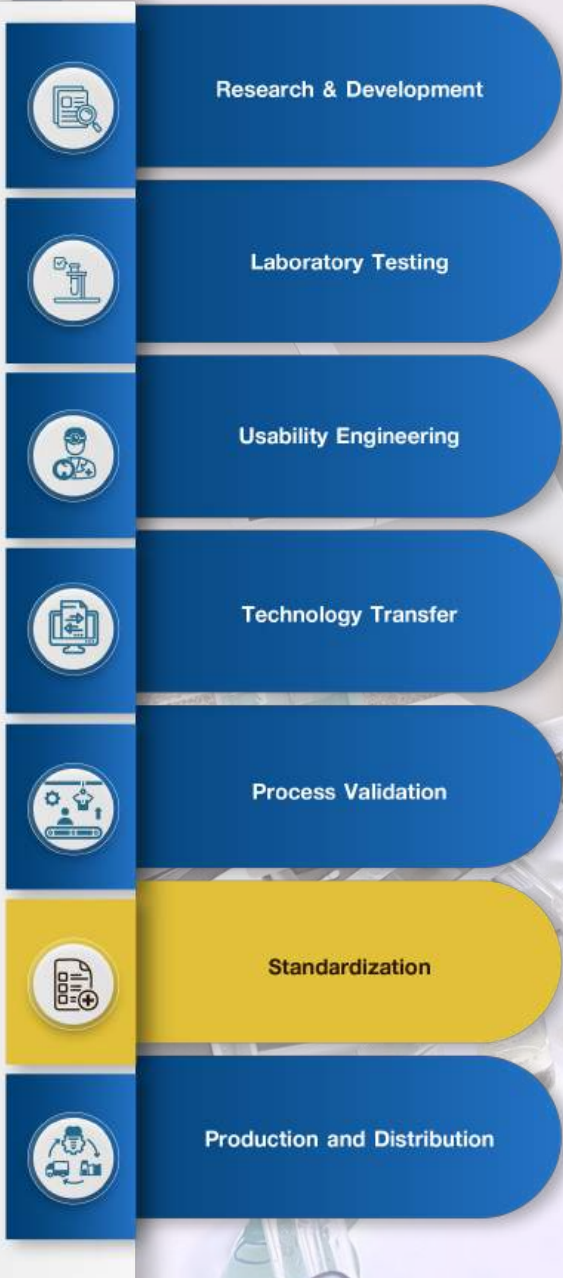 Research & Development
Laboratory Testing
Usability Engineering
Technology Transfer
Process Validation
Standardization
Production and Distribution